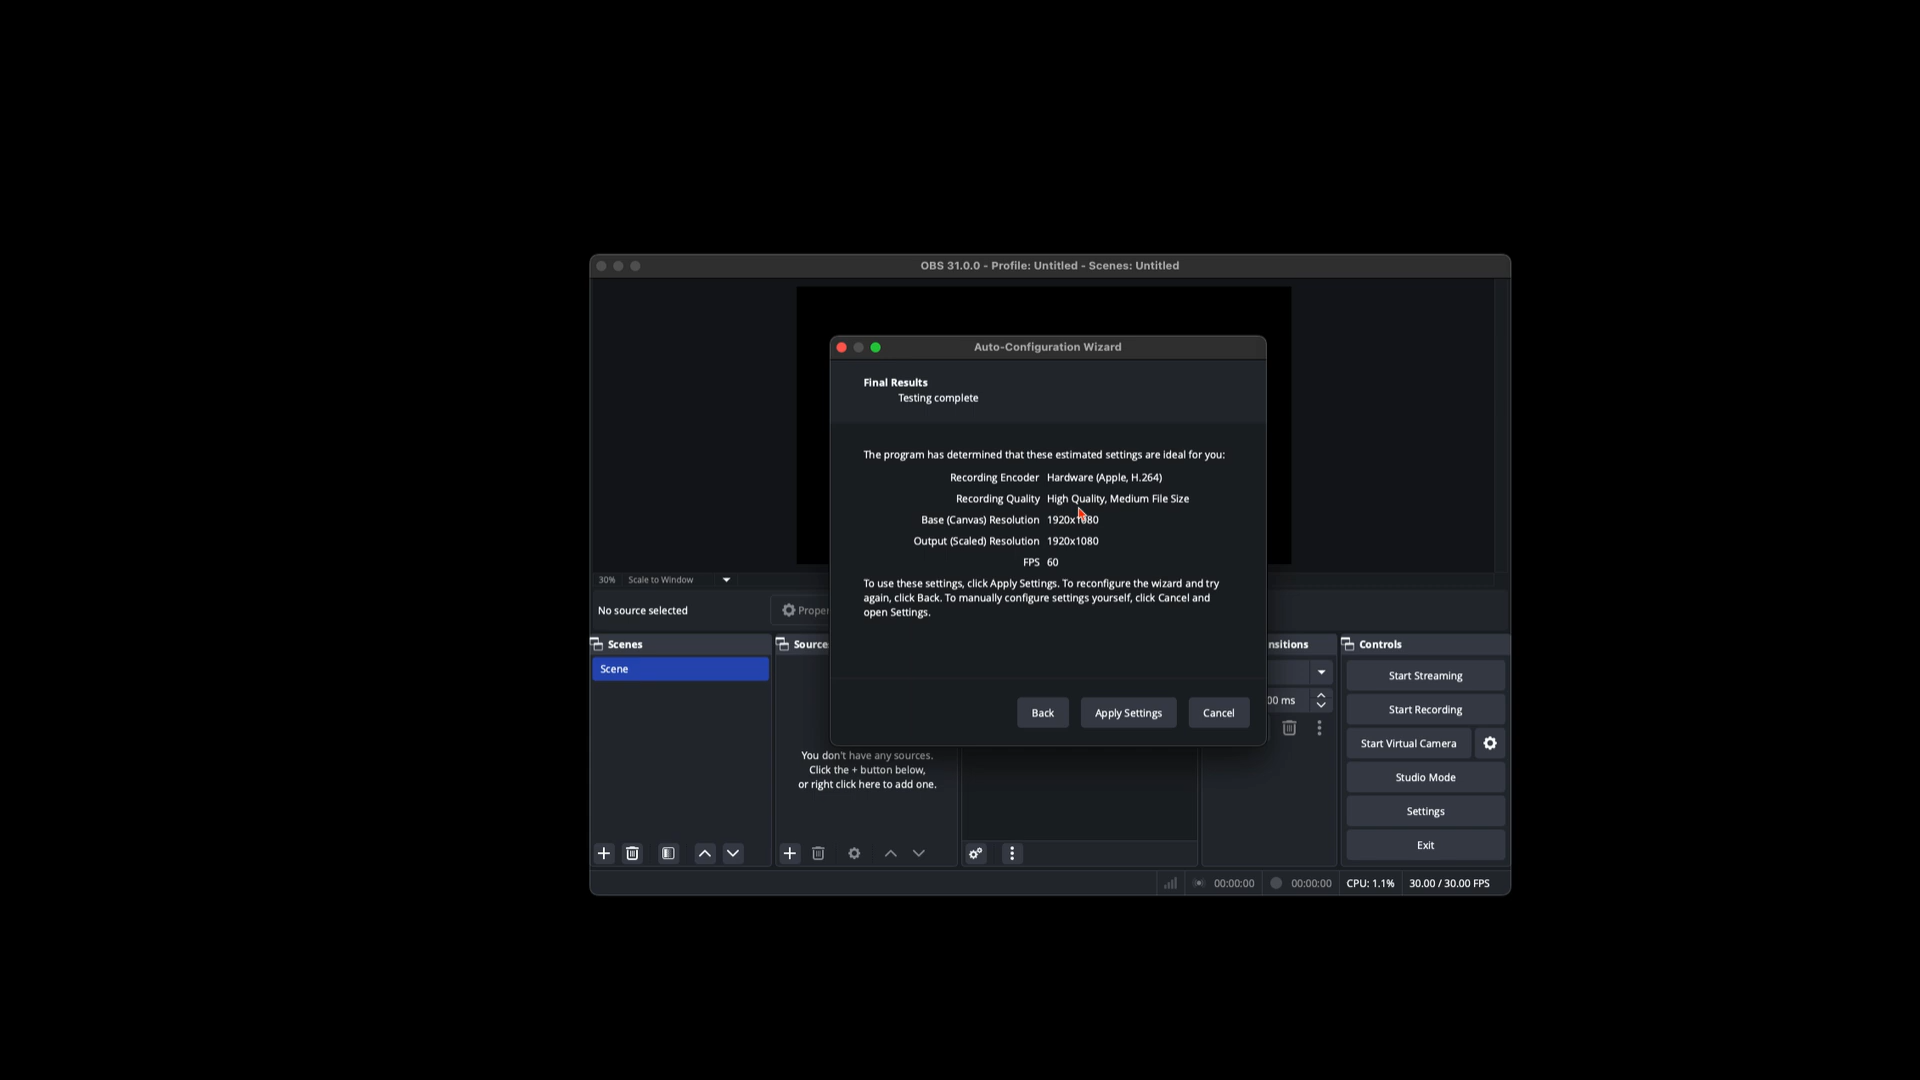 OBS 31.0.0 - Profile: Untitled - Scenes: Untitled
Auto-Configuration Wizard
Final Results
Testing complete
The program has determined that these estimated settings are ideal for you:
Recording Encoder Hardware (Apple, H.264)
Recording Quality High Quality, Medium File Size
Base (Canvas) Resolution 1920x1080
Output (Scaled) Resolution 1920x1080
FPS 60
To use these settings, click Apply Settings. To reconfigure the wizard and try
again, click Back. To manually configure settings yourself, click Cancel and
open Settings.
Back Apply Settings Cancel
30% Scale to Window
No source selected
Proper
Scenes
Scene
Source
You don't have any sources.
Click the + button below,
or right click here to add one.
nsitions
00 ms
Controls
Start Streaming
Start Recording
Start Virtual Camera
Studio Mode
Settings
Exit
00:00:00 00:00:00 CPU: 1.1% 30.00 / 30.00 FPS